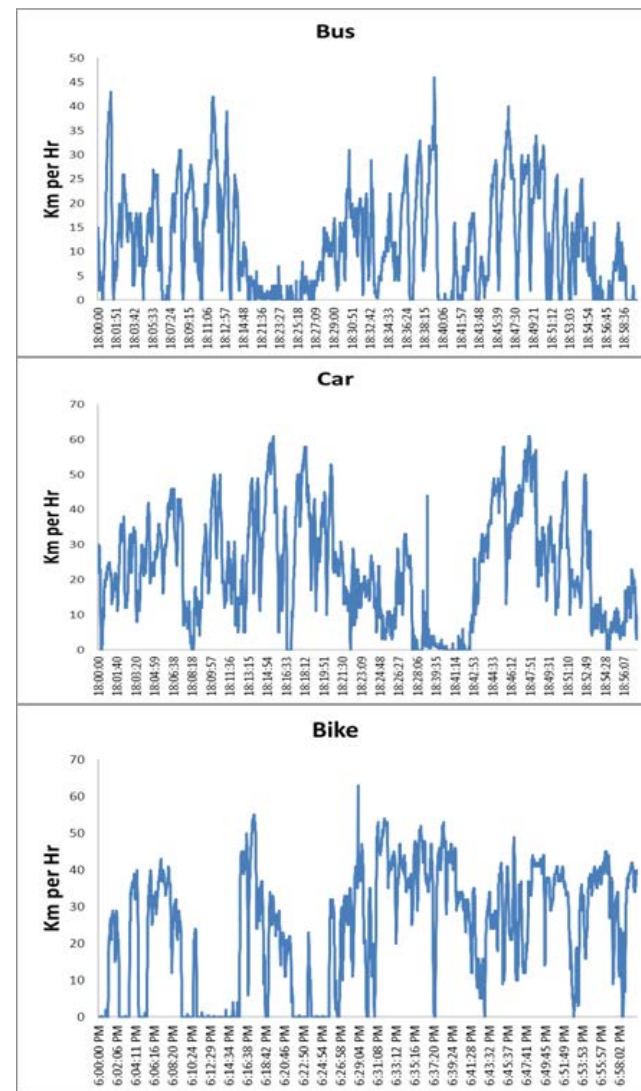 Bus
Km per Hr
50
45
40
35
30
25
20
15
10
5
0
18:00:00
18:01:51
18:03:42
18:05:33
18:07:24
18:09:15
18:11:06
18:12:57
18:14:48
18:21:36
18:23:27
18:25:18
18:27:09
18:29:00
18:30:51
18:32:42
18:34:33
18:36:24
18:38:15
18:40:06
18:41:57
18:43:48
18:45:39
18:47:30
18:49:21
18:51:12
18:53:03
18:54:54
18:56:45
18:58:36
Car
Km per Hr
70
60
50
40
30
20
10
0
18:00:00
18:01:40
18:03:20
18:04:59
18:06:38
18:08:18
18:09:57
18:11:36
18:13:15
18:14:54
18:16:33
18:18:12
18:19:51
18:21:30
18:23:09
18:24:48
18:26:27
18:28:06
18:39:35
18:41:14
18:42:53
18:44:33
18:46:12
18:47:51
18:49:31
18:51:10
18:52:49
18:54:28
18:56:07
Bike
Km per Hr
70
60
50
40
30
20
10
0
6:00:00 PM
6:02:06 PM
6:04:11 PM
6:06:16 PM
6:08:20 PM
6:10:25 PM
6:12:29 PM
6:14:34 PM
6:16:38 PM
6:18:42 PM
6:20:46 PM
6:22:50 PM
6:24:54 PM
6:26:58 PM
6:29:04 PM
6:31:08 PM
6:33:12 PM
6:35:16 PM
6:37:20 PM
6:39:24 PM
6:41:28 PM
6:43:32 PM
6:45:37 PM
6:47:41 PM
6:49:45 PM
6:51:49 PM
6:53:53 PM
6:55:57 PM
6:58:02 PM